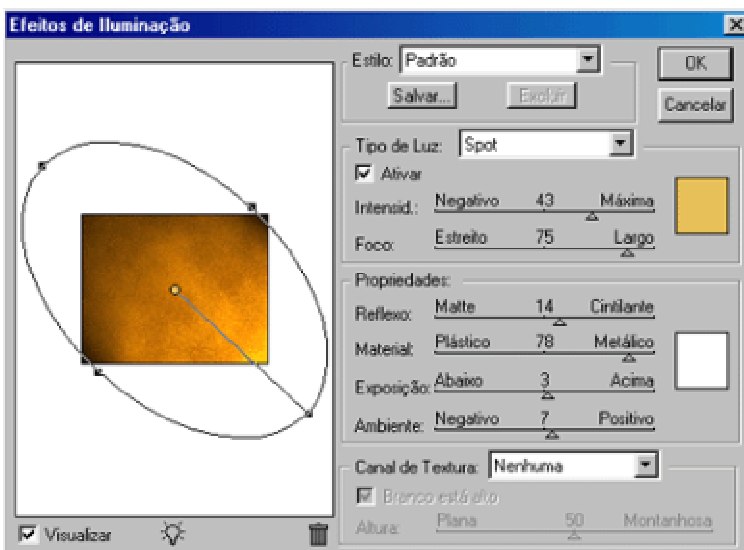 Efeitos de Iluminação
Estilo: Padrão
OK
Salvar...
Excluir
Cancelar
Tipo de Luz: Spot
Ativar
Intensid.: Negativo 43 Máxima
Foco: Estreito 75 Largo
Propriedades:
Reflexo: Matte 14 Cintilante
Material: Plástico 78 Metálico
Exposição: Abaixo 3 Acima
Ambiente: Negativo 7 Positivo
Canal de Textura: Nenhuma
Branco está alto
Altura: Plana 50 Montanhosa
Visualizar